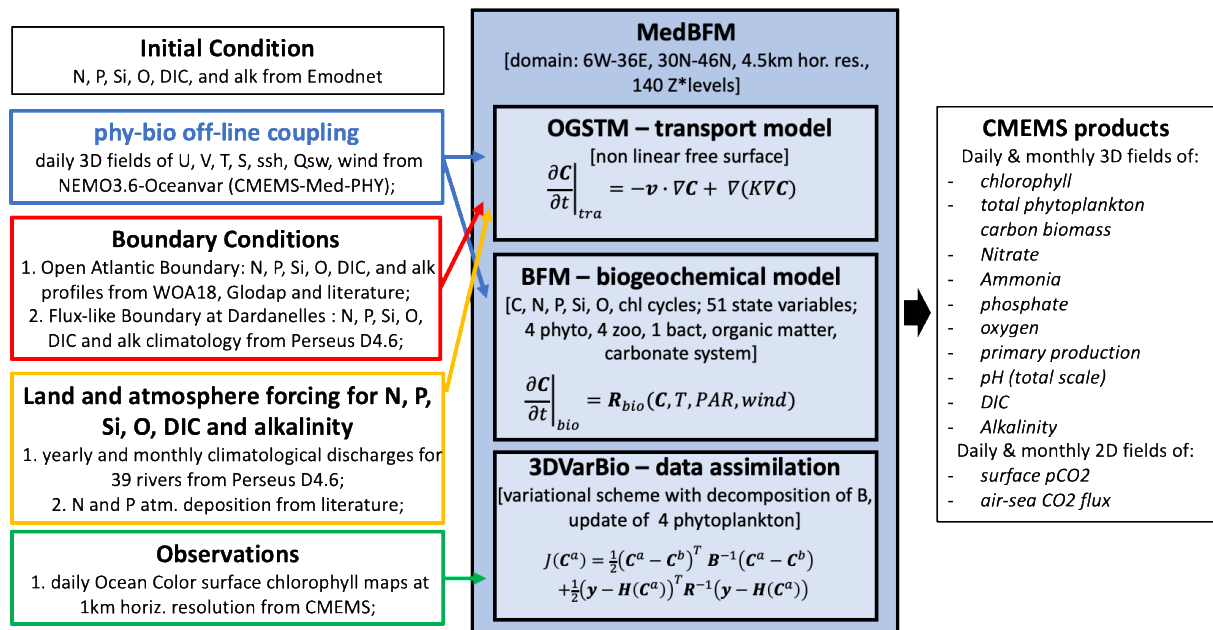 Initial Condition
N, P, Si, O, DIC, and alk from Emodnet
phy-bio off-line coupling
daily 3D fields of U, V, T, S, ssh, Qsw, wind from
NEMO3.6-Oceanvar (CMEMS-Med-PHY);
Boundary Conditions
1. Open Atlantic Boundary: N, P, Si, O, DIC, and alk
profiles from WOA18, Glodap and literature;
2. Flux-like Boundary at Dardanelles : N, P, Si, O,
DIC and alk climatology from Perseus D4.6;
Land and atmosphere forcing for N, P,
Si, O, DIC and alkalinity
1. yearly and monthly climatological discharges for
39 rivers from Perseus D4.6;
2. N and P atm. deposition from literature;
Observations
1. daily Ocean Color surface chlorophyll maps at
1km horiz. resolution from CMEMS;
MedBFM
[domain: 6W-36E, 30N-46N, 4.5km hor. res.,
140 Z*levels]
OGSTM – transport model
[non linear free surface]
∂C/∂t|tra = −v · ∇C + ∇(K∇C)
BFM – biogeochemical model
[C, N, P, Si, O, chl cycles; 51 state variables;
4 phyto, 4 zoo, 1 bact, organic matter,
carbonate system]
∂C/∂t|bio = R_bio(C, T, PAR, wind)
3DVarBio – data assimilation
[variational scheme with decomposition of B,
update of 4 phytoplankton]
J(Cᵃ) = ½(Cᵃ − Cᵇ)ᵀ B⁻¹(Cᵃ − Cᵇ)
+½(y − H(Cᵃ))ᵀ R⁻¹(y − H(Cᵃ))
CMEMS products
Daily & monthly 3D fields of:
- chlorophyll
- total phytoplankton
carbon biomass
- Nitrate
- Ammonia
- phosphate
- oxygen
- primary production
- pH (total scale)
- DIC
- Alkalinity
Daily & monthly 2D fields of:
- surface pCO2
- air-sea CO2 flux